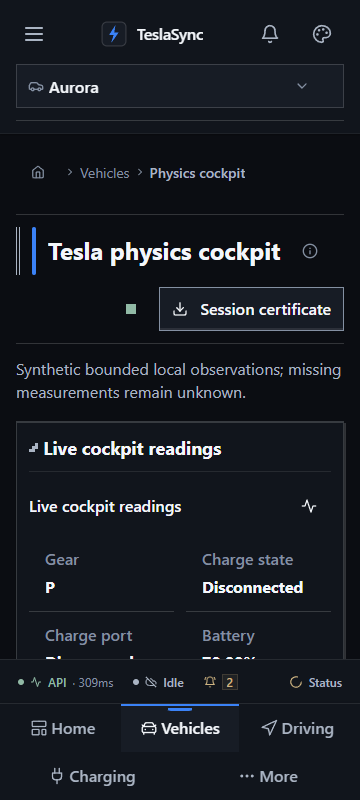 TeslaSync
Aurora
Vehicles
Physics cockpit
Tesla physics cockpit
Session certificate
Synthetic bounded local observations; missing
measurements remain unknown.
Live cockpit readings
Live cockpit readings
Gear
Charge state
P
Disconnected
Charge port
Battery
API · 309ms
Idle
2
Status
Home
Vehicles
Driving
Charging
More